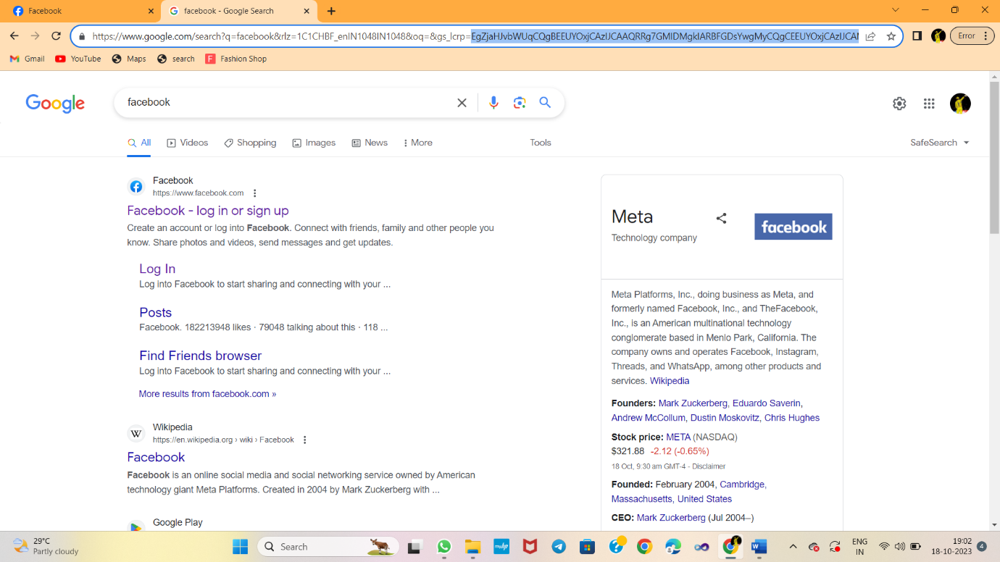 Facebook
facebook - Google Search
https://www.google.com/search?q=facebook&rlz=1C1CHBF_enIN1048IN1048&oq=&gs_lcrp=
Error
Gmail
YouTube
Maps
search
Fashion Shop
Google
facebook
All
Videos
Shopping
Images
News
More
Tools
SafeSearch
Facebook
https://www.facebook.com
Facebook - log in or sign up
Create an account or log into Facebook. Connect with friends, family and other people you
know. Share photos and videos, send messages and get updates.
Log In
Log into Facebook to start sharing and connecting with your ...
Posts
Facebook. 182213948 likes · 79048 talking about this · 118 ...
Find Friends browser
Log into Facebook to start sharing and connecting with your ...
More results from facebook.com »
W
Wikipedia
https://en.wikipedia.org › wiki › Facebook
Facebook
Facebook is an online social media and social networking service owned by American
technology giant Meta Platforms. Created in 2004 by Mark Zuckerberg with ...
Google Play
Meta
Technology company
facebook
Meta Platforms, Inc., doing business as Meta, and
formerly named Facebook, Inc., and TheFacebook,
Inc., is an American multinational technology
conglomerate based in Menlo Park, California. The
company owns and operates Facebook, Instagram,
Threads, and WhatsApp, among other products and
services. Wikipedia
Founders: Mark Zuckerberg, Eduardo Saverin,
Andrew McCollum, Dustin Moskovitz, Chris Hughes
Stock price: META (NASDAQ)
$321.88 -2.12 (-0.65%)
18 Oct, 9:30 am GMT-4 - Disclaimer
Founded: February 2004, Cambridge,
Massachusetts, United States
CEO: Mark Zuckerberg (Jul 2004–)
29°C
Partly cloudy
Search
myhp
ENG
IN
19:02
18-10-2023
4